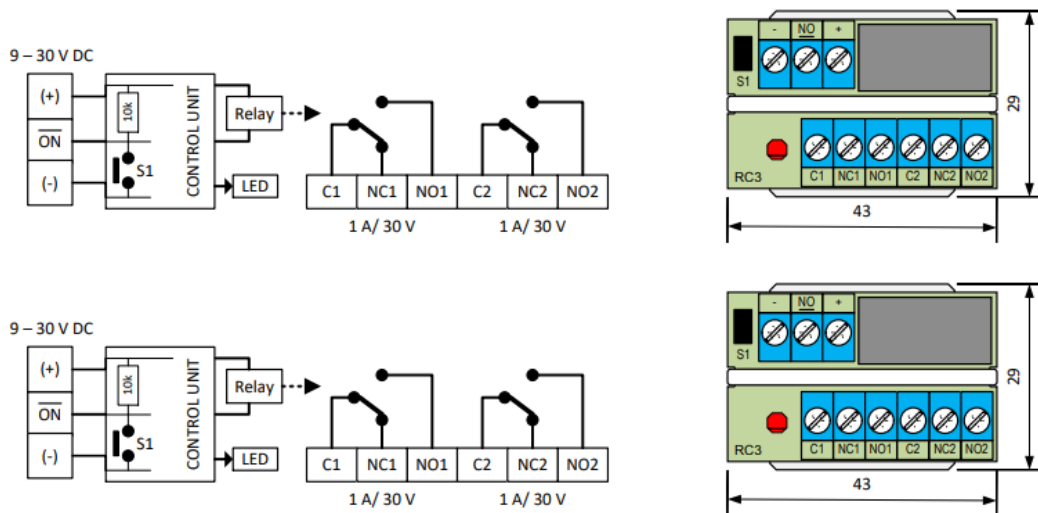 9 – 30 V DC
(+)
O̅N̅
(-)
10k
S1
CONTROL UNIT
Relay
LED
C1 NC1 NO1 C2 NC2 NO2
1 A/ 30 V 1 A/ 30 V
- NO +
S1
RC3
C1 NC1 NO1 C2 NC2 NO2
29
43
9 – 30 V DC
(+)
O̅N̅
(-)
10k
S1
CONTROL UNIT
Relay
LED
C1 NC1 NO1 C2 NC2 NO2
1 A/ 30 V 1 A/ 30 V
- NO +
S1
RC3
C1 NC1 NO1 C2 NC2 NO2
29
43